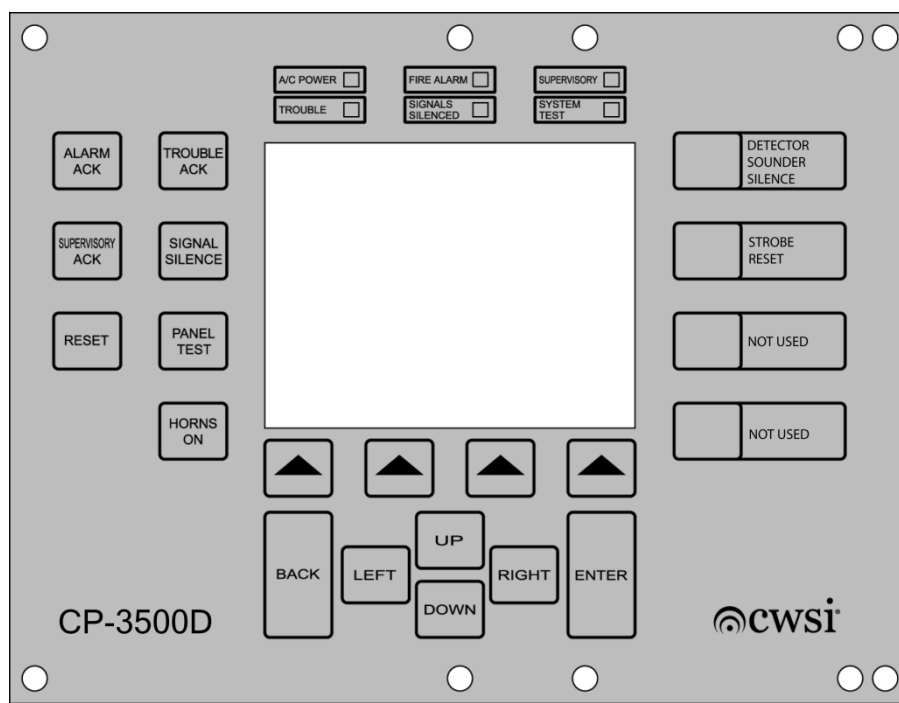 A/C POWER
FIRE ALARM
SUPERVISORY
TROUBLE
SIGNALS
SILENCED
SYSTEM
TEST
ALARM
ACK
TROUBLE
ACK
DETECTOR
SOUNDER
SILENCE
SUPERVISORY
ACK
SIGNAL
SILENCE
STROBE
RESET
RESET
PANEL
TEST
NOT USED
HORNS
ON
NOT USED
BACK
LEFT
UP
DOWN
RIGHT
ENTER
CP-3500D
cwsi